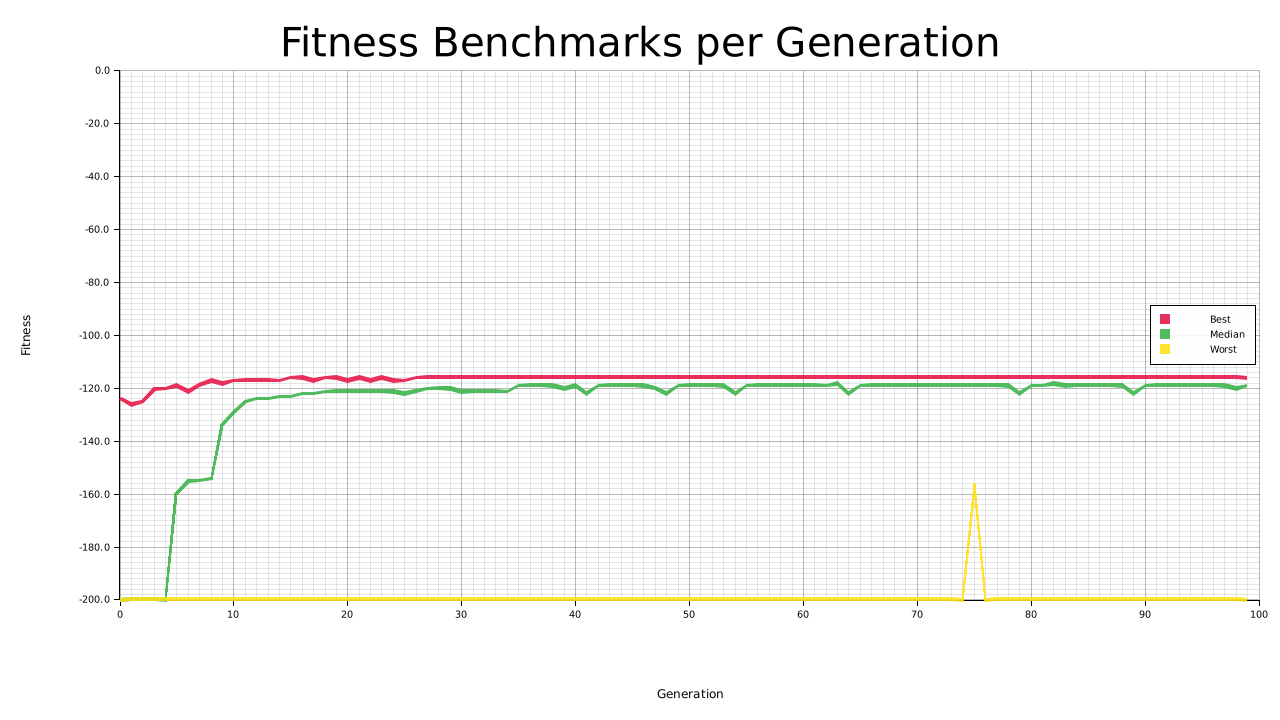 Fitness Benchmarks per Generation
0.0
-20.0
-40.0
-60.0
-80.0
-100.0
-120.0
-140.0
-160.0
-180.0
-200.0
Fitness
Best
Median
Worst
0 10 20 30 40 50 60 70 80 90 100
Generation